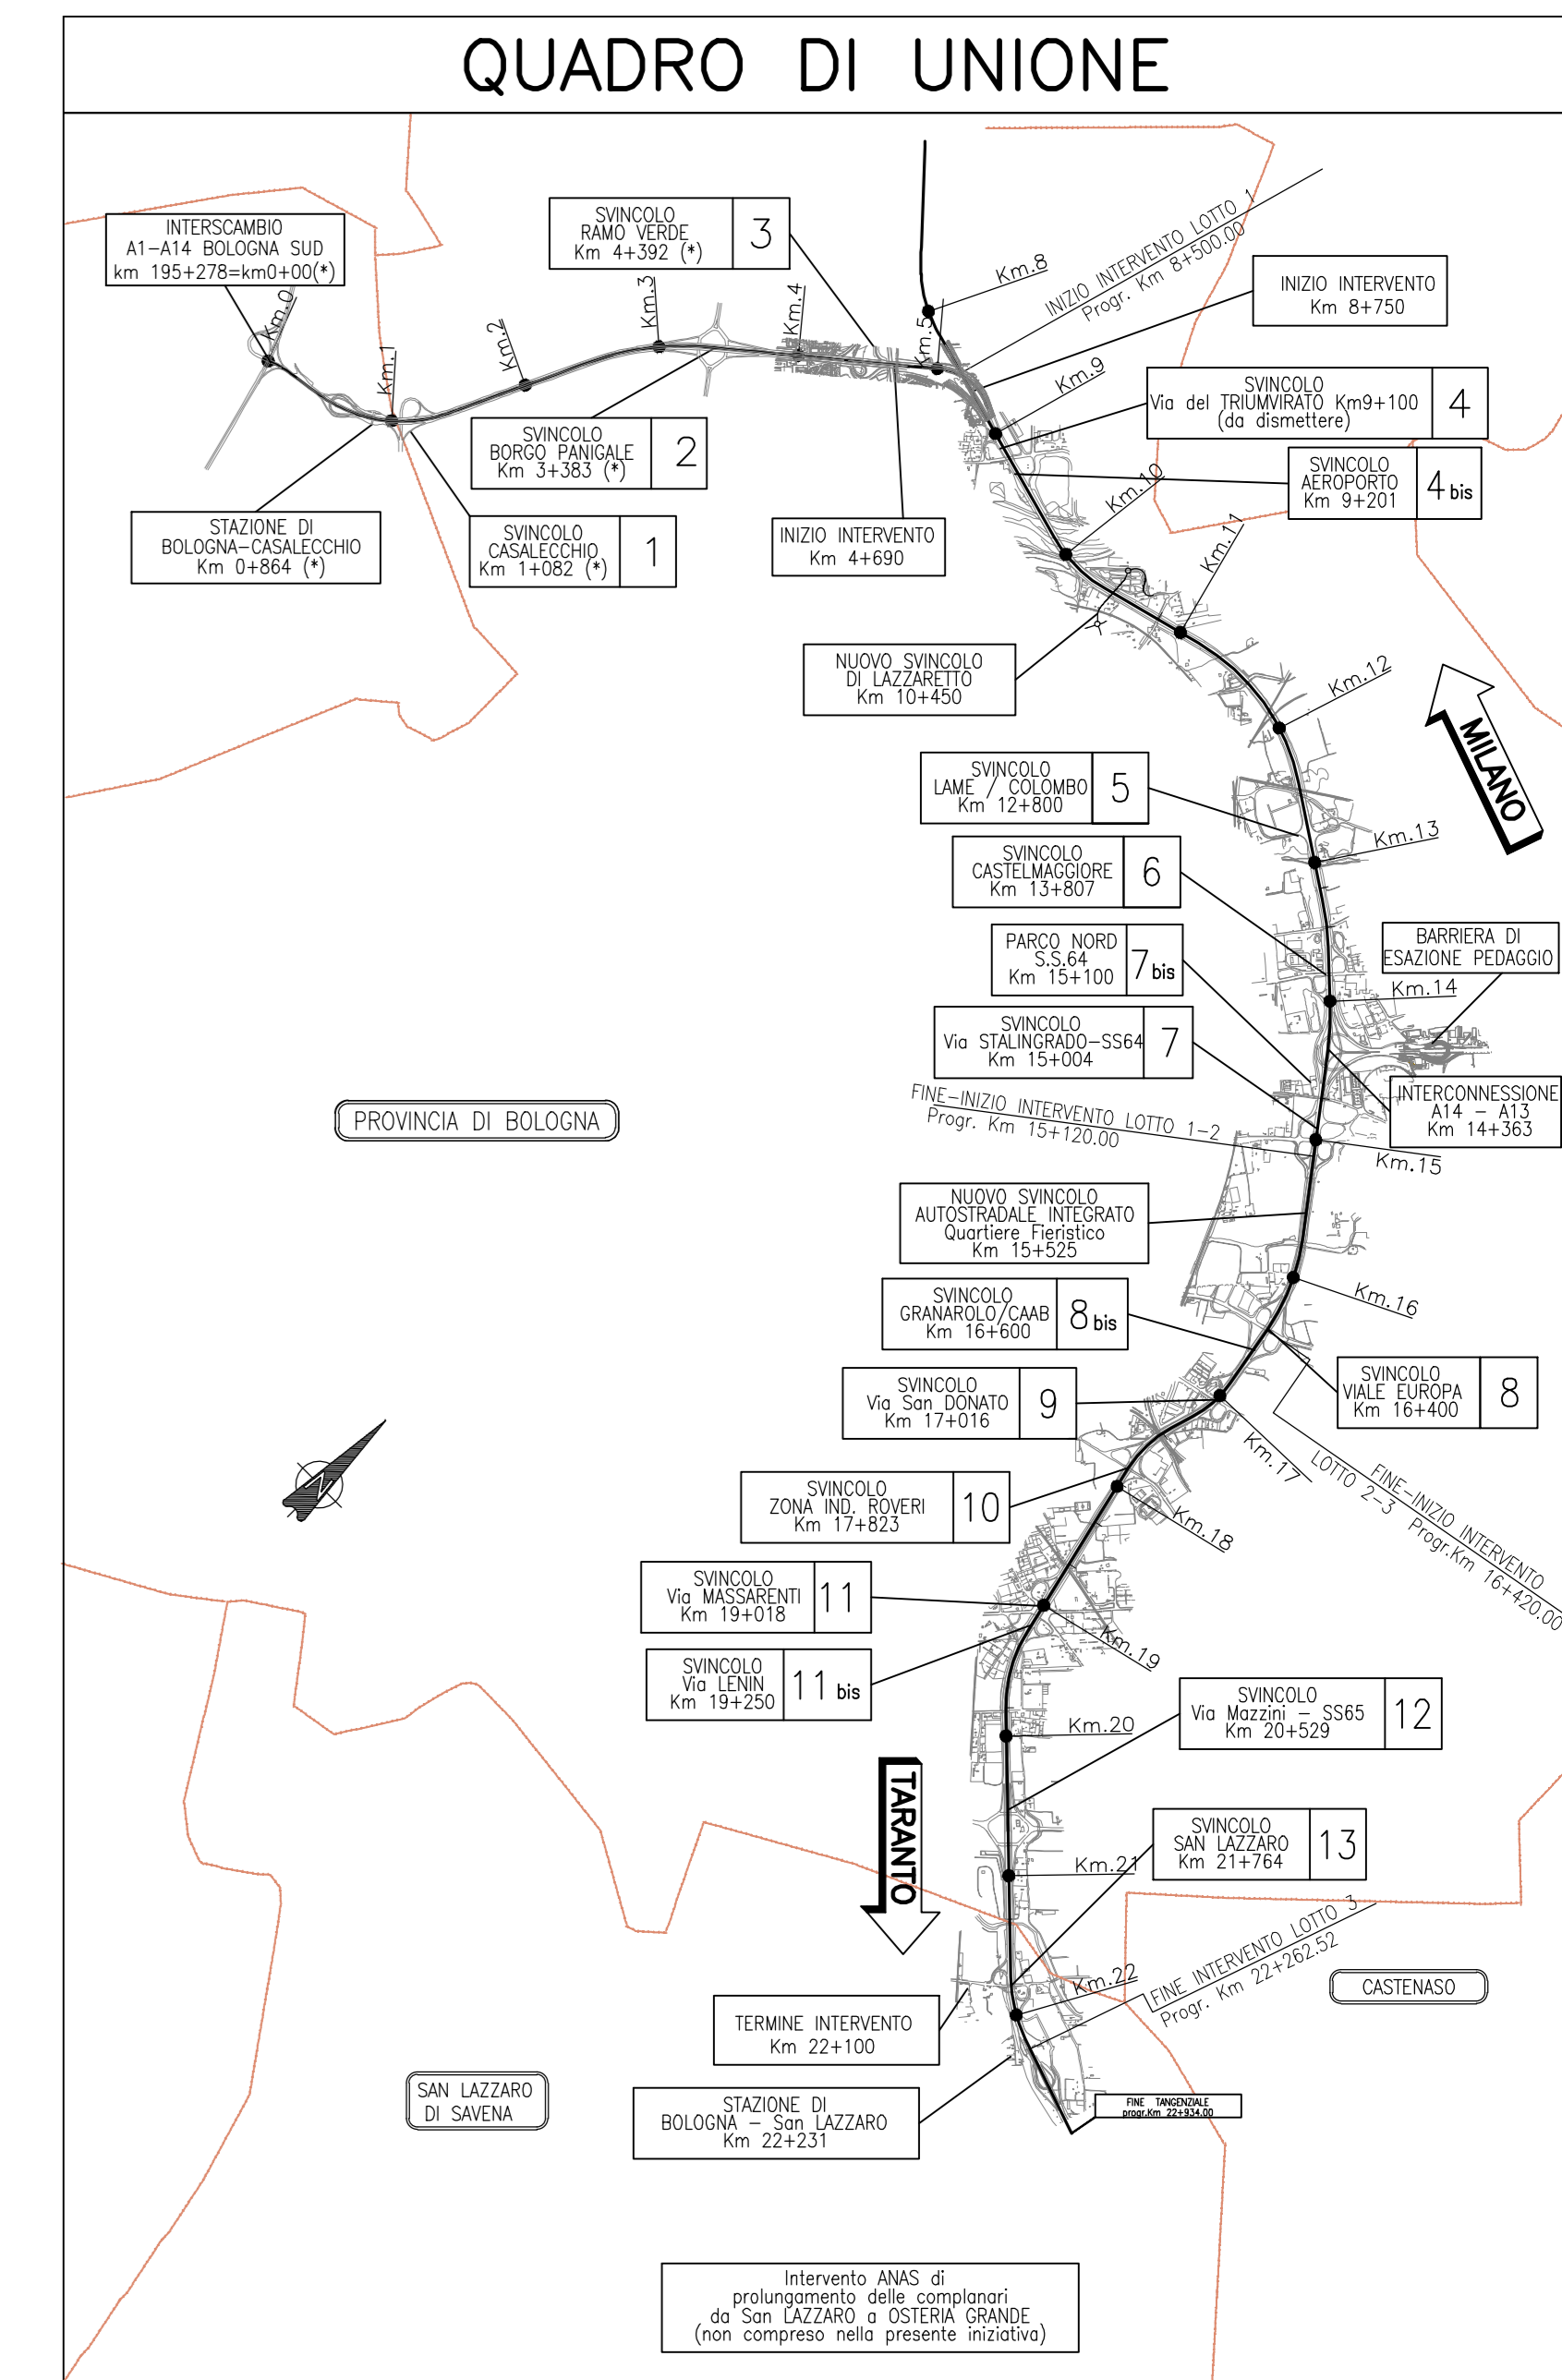 QUADRO DI UNIONE
INTERSCAMBIO
A1-A14 BOLOGNA SUD
km 195+278=km0+00(*)
SVINCOLO
RAMO VERDE
Km 4+392 (*)
3
Km.0
Km.1
Km.2
Km.3
Km.4
Km.5
Km.8
INIZIO INTERVENTO LOTTO 1
Progr. Km 8+500.00
INIZIO INTERVENTO
Km 8+750
Km.9
SVINCOLO
Via del TRIUMVIRATO Km9+100
(da dismettere)
4
SVINCOLO
BORGO PANIGALE
Km 3+383 (*)
2
SVINCOLO
AEROPORTO
Km 9+201
4 bis
STAZIONE DI
BOLOGNA-CASALECCHIO
Km 0+864 (*)
SVINCOLO
CASALECCHIO
Km 1+082 (*)
1
INIZIO INTERVENTO
Km 4+690
Km.10
Km.11
NUOVO SVINCOLO
DI LAZZARETTO
Km 10+450
Km.12
MILANO
SVINCOLO
LAME / COLOMBO
Km 12+800
5
Km.13
SVINCOLO
CASTELMAGGIORE
Km 13+807
6
PARCO NORD
S.S.64
Km 15+100
7 bis
BARRIERA DI
ESAZIONE PEDAGGIO
Km.14
SVINCOLO
Via STALINGRADO-SS64
Km 15+004
7
INTERCONNESSIONE
A14 - A13
Km 14+363
FINE-INIZIO INTERVENTO LOTTO 1-2
Progr. Km 15+120.00
Km.15
PROVINCIA DI BOLOGNA
NUOVO SVINCOLO
AUTOSTRADALE INTEGRATO
Quartiere Fieristico
Km 15+525
Km.16
SVINCOLO
GRANAROLO/CAAB
Km 16+600
8 bis
SVINCOLO
VIALE EUROPA
Km 16+400
8
SVINCOLO
Via San DONATO
Km 17+016
9
Km.17
FINE-INIZIO INTERVENTO
LOTTO 2-3 Progr.Km 16+420.00
N
SVINCOLO
ZONA IND. ROVERI
Km 17+823
10
Km.18
SVINCOLO
Via MASSARENTI
Km 19+018
11
Km.19
SVINCOLO
Via LENIN
Km 19+250
11 bis
SVINCOLO
Via Mazzini - SS65
Km 20+529
12
Km.20
TARANTO
SVINCOLO
SAN LAZZARO
Km 21+764
13
Km.21
FINE INTERVENTO LOTTO 3
Progr. Km 22+262.52
Km.22
CASTENASO
TERMINE INTERVENTO
Km 22+100
SAN LAZZARO
DI SAVENA
STAZIONE DI
BOLOGNA - San LAZZARO
Km 22+231
FINE TANGENZIALE
progr.Km 22+934.00
Intervento ANAS di
prolungamento delle complanari
da San LAZZARO a OSTERIA GRANDE
(non compreso nella presente iniziativa)